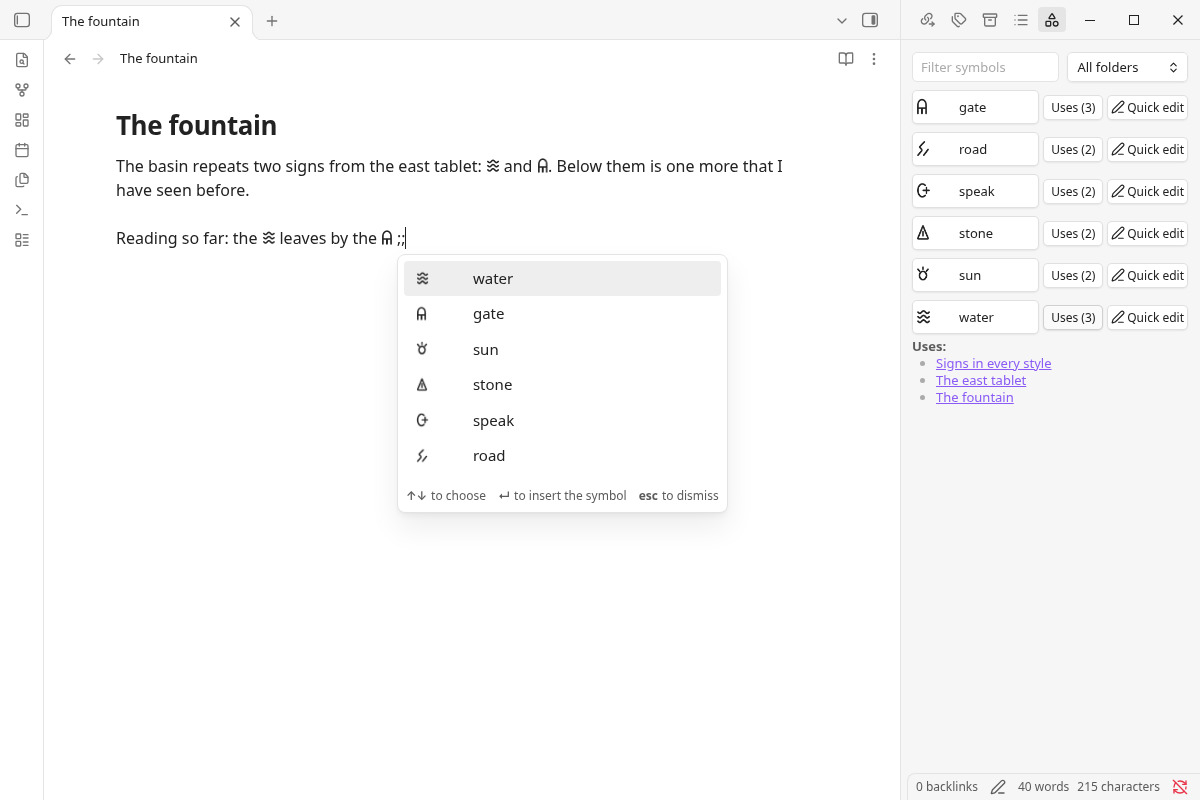 The fountain
The fountain
The fountain
The basin repeats two signs from the east tablet: and . Below them is one more that I
have seen before.
Reading so far: the leaves by the ;;
water
gate
sun
stone
speak
road
↑↓ to choose ↵ to insert the symbol esc to dismiss
Filter symbols All folders
gate Uses (3) Quick edit
road Uses (2) Quick edit
speak Uses (2) Quick edit
stone Uses (2) Quick edit
sun Uses (2) Quick edit
water Uses (3) Quick edit
Uses:
Signs in every style
The east tablet
The fountain
0 backlinks 40 words 215 characters